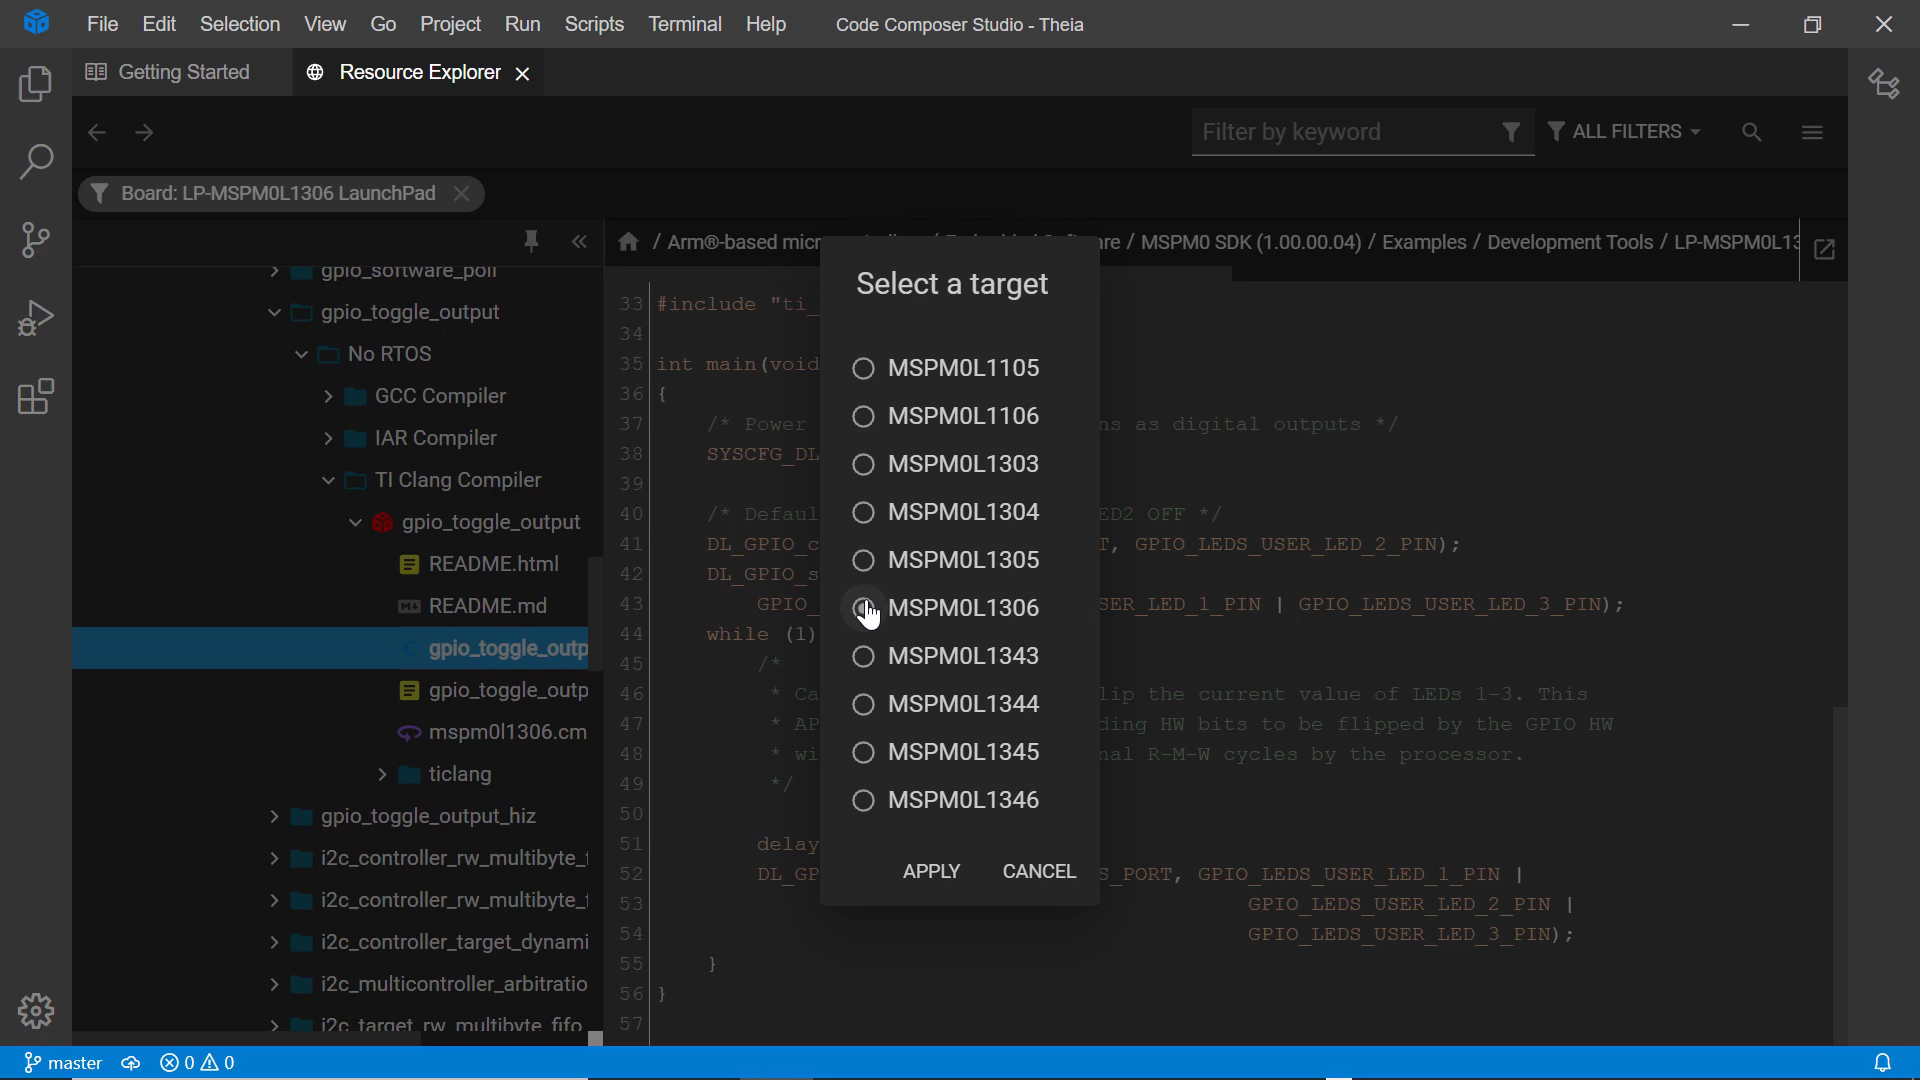 File Edit Selection View Go Project Run Scripts Terminal Help Code Composer Studio - Theia
Getting Started
Resource Explorer
Filter by keyword
ALL FILTERS
Board: LP-MSPM0L1306 LaunchPad
/ Arm®-based micr
re / MSPM0 SDK (1.00.00.04) / Examples / Development Tools / LP-MSPM0L13
gpio_software_poll
gpio_toggle_output
No RTOS
GCC Compiler
IAR Compiler
TI Clang Compiler
gpio_toggle_output
README.html
README.md
gpio_toggle_outp
gpio_toggle_outp
mspm0l1306.cm
ticlang
gpio_toggle_output_hiz
i2c_controller_rw_multibyte_f
i2c_controller_rw_multibyte_f
i2c_controller_target_dynami
i2c_multicontroller_arbitratio
i2c_target_rw_multibyte_fifo
33 #include "ti_
34
35 int main(void
36 {
37 /* Power ns as digital outputs */
38 SYSCFG_DL
39
40 /* Defaul ED2 OFF */
41 DL_GPIO_c T, GPIO_LEDS_USER_LED_2_PIN);
42 DL_GPIO_s
43 GPIO_ SER_LED_1_PIN | GPIO_LEDS_USER_LED_3_PIN);
44 while (1)
45 /*
46 * Ca lip the current value of LEDs 1-3. This
47 * AP ding HW bits to be flipped by the GPIO HW
48 * wi nal R-M-W cycles by the processor.
49 */
50
51 delay
52 DL_GP S_PORT, GPIO_LEDS_USER_LED_1_PIN |
53 GPIO_LEDS_USER_LED_2_PIN |
54 GPIO_LEDS_USER_LED_3_PIN);
55 }
56 }
57
Select a target
MSPM0L1105
MSPM0L1106
MSPM0L1303
MSPM0L1304
MSPM0L1305
MSPM0L1306
MSPM0L1343
MSPM0L1344
MSPM0L1345
MSPM0L1346
APPLY CANCEL
master 0 0